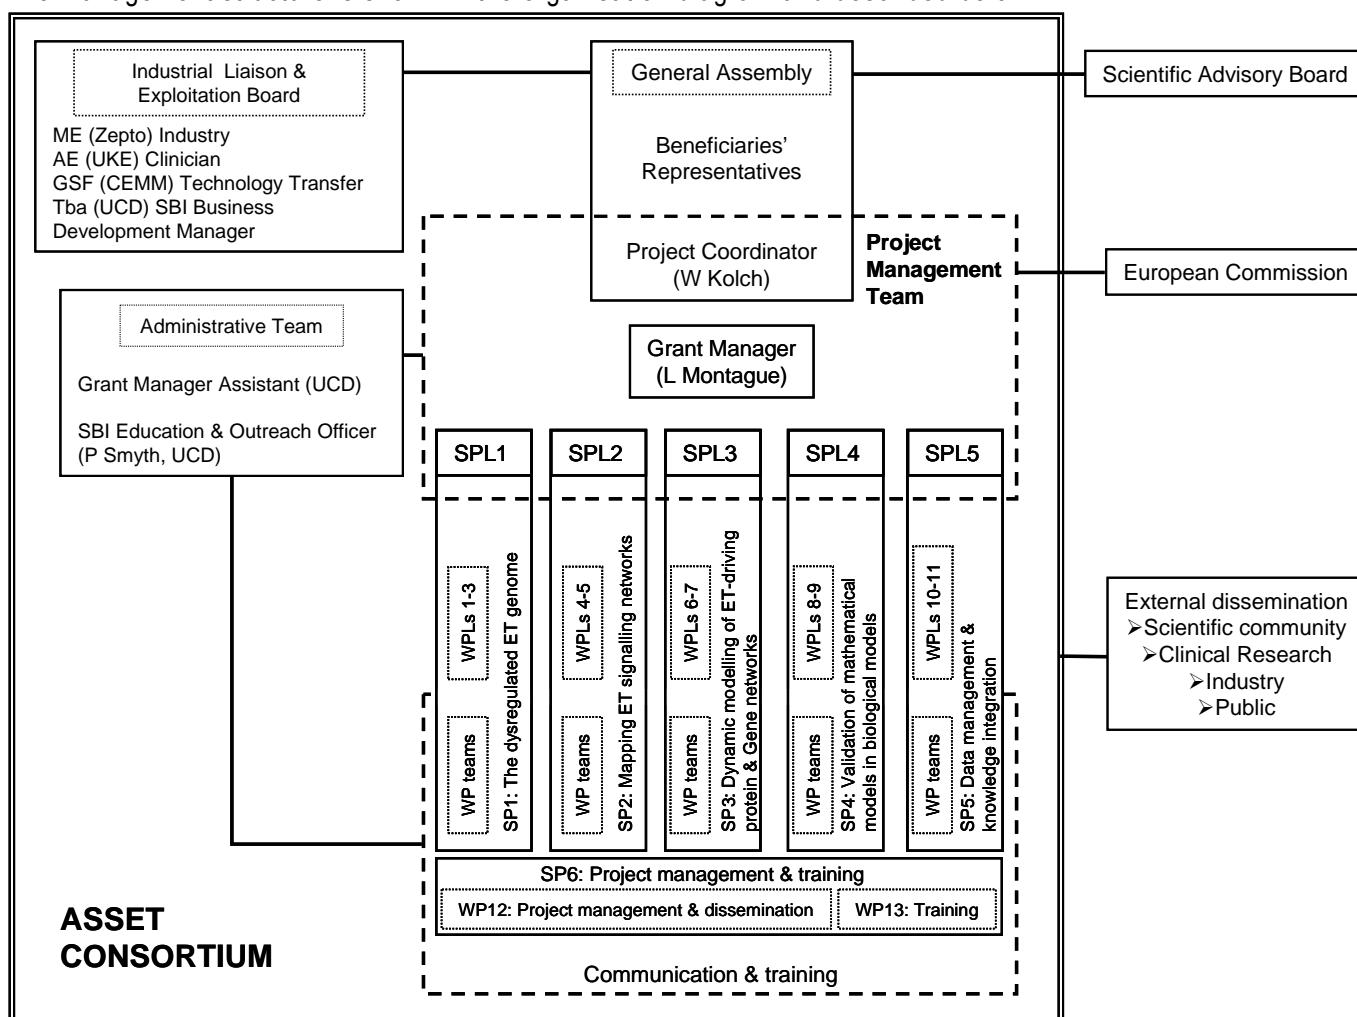 Industrial Liaison &
Exploitation Board
ME (Zepto) Industry
AE (UKE) Clinician
GSF (CEMM) Technology Transfer
Tba (UCD) SBI Business
Development Manager
General Assembly
Beneficiaries'
Representatives
Project Coordinator
(W Kolch)
Project
Management
Team
Scientific Advisory Board
European Commission
Administrative Team
Grant Manager Assistant (UCD)
SBI Education & Outreach Officer
(P Smyth, UCD)
Grant Manager
(L Montague)
SPL1
SPL2
SPL3
SPL4
SPL5
WPLs 1-3
WP teams
SP1: The dysregulated ET genome
WPLs 4-5
WP teams
SP2: Mapping ET signalling networks
WPLs 6-7
WP teams
SP3: Dynamic modelling of ET-driving
protein & Gene networks
WPLs 8-9
WP teams
SP4: Validation of mathematical
models in biological models
WPLs 10-11
WP teams
SP5: Data management &
knowledge integration
External dissemination
➢Scientific community
➢Clinical Research
➢Industry
➢Public
SP6: Project management & training
WP12: Project management & dissemination
WP13: Training
Communication & training
ASSET
CONSORTIUM